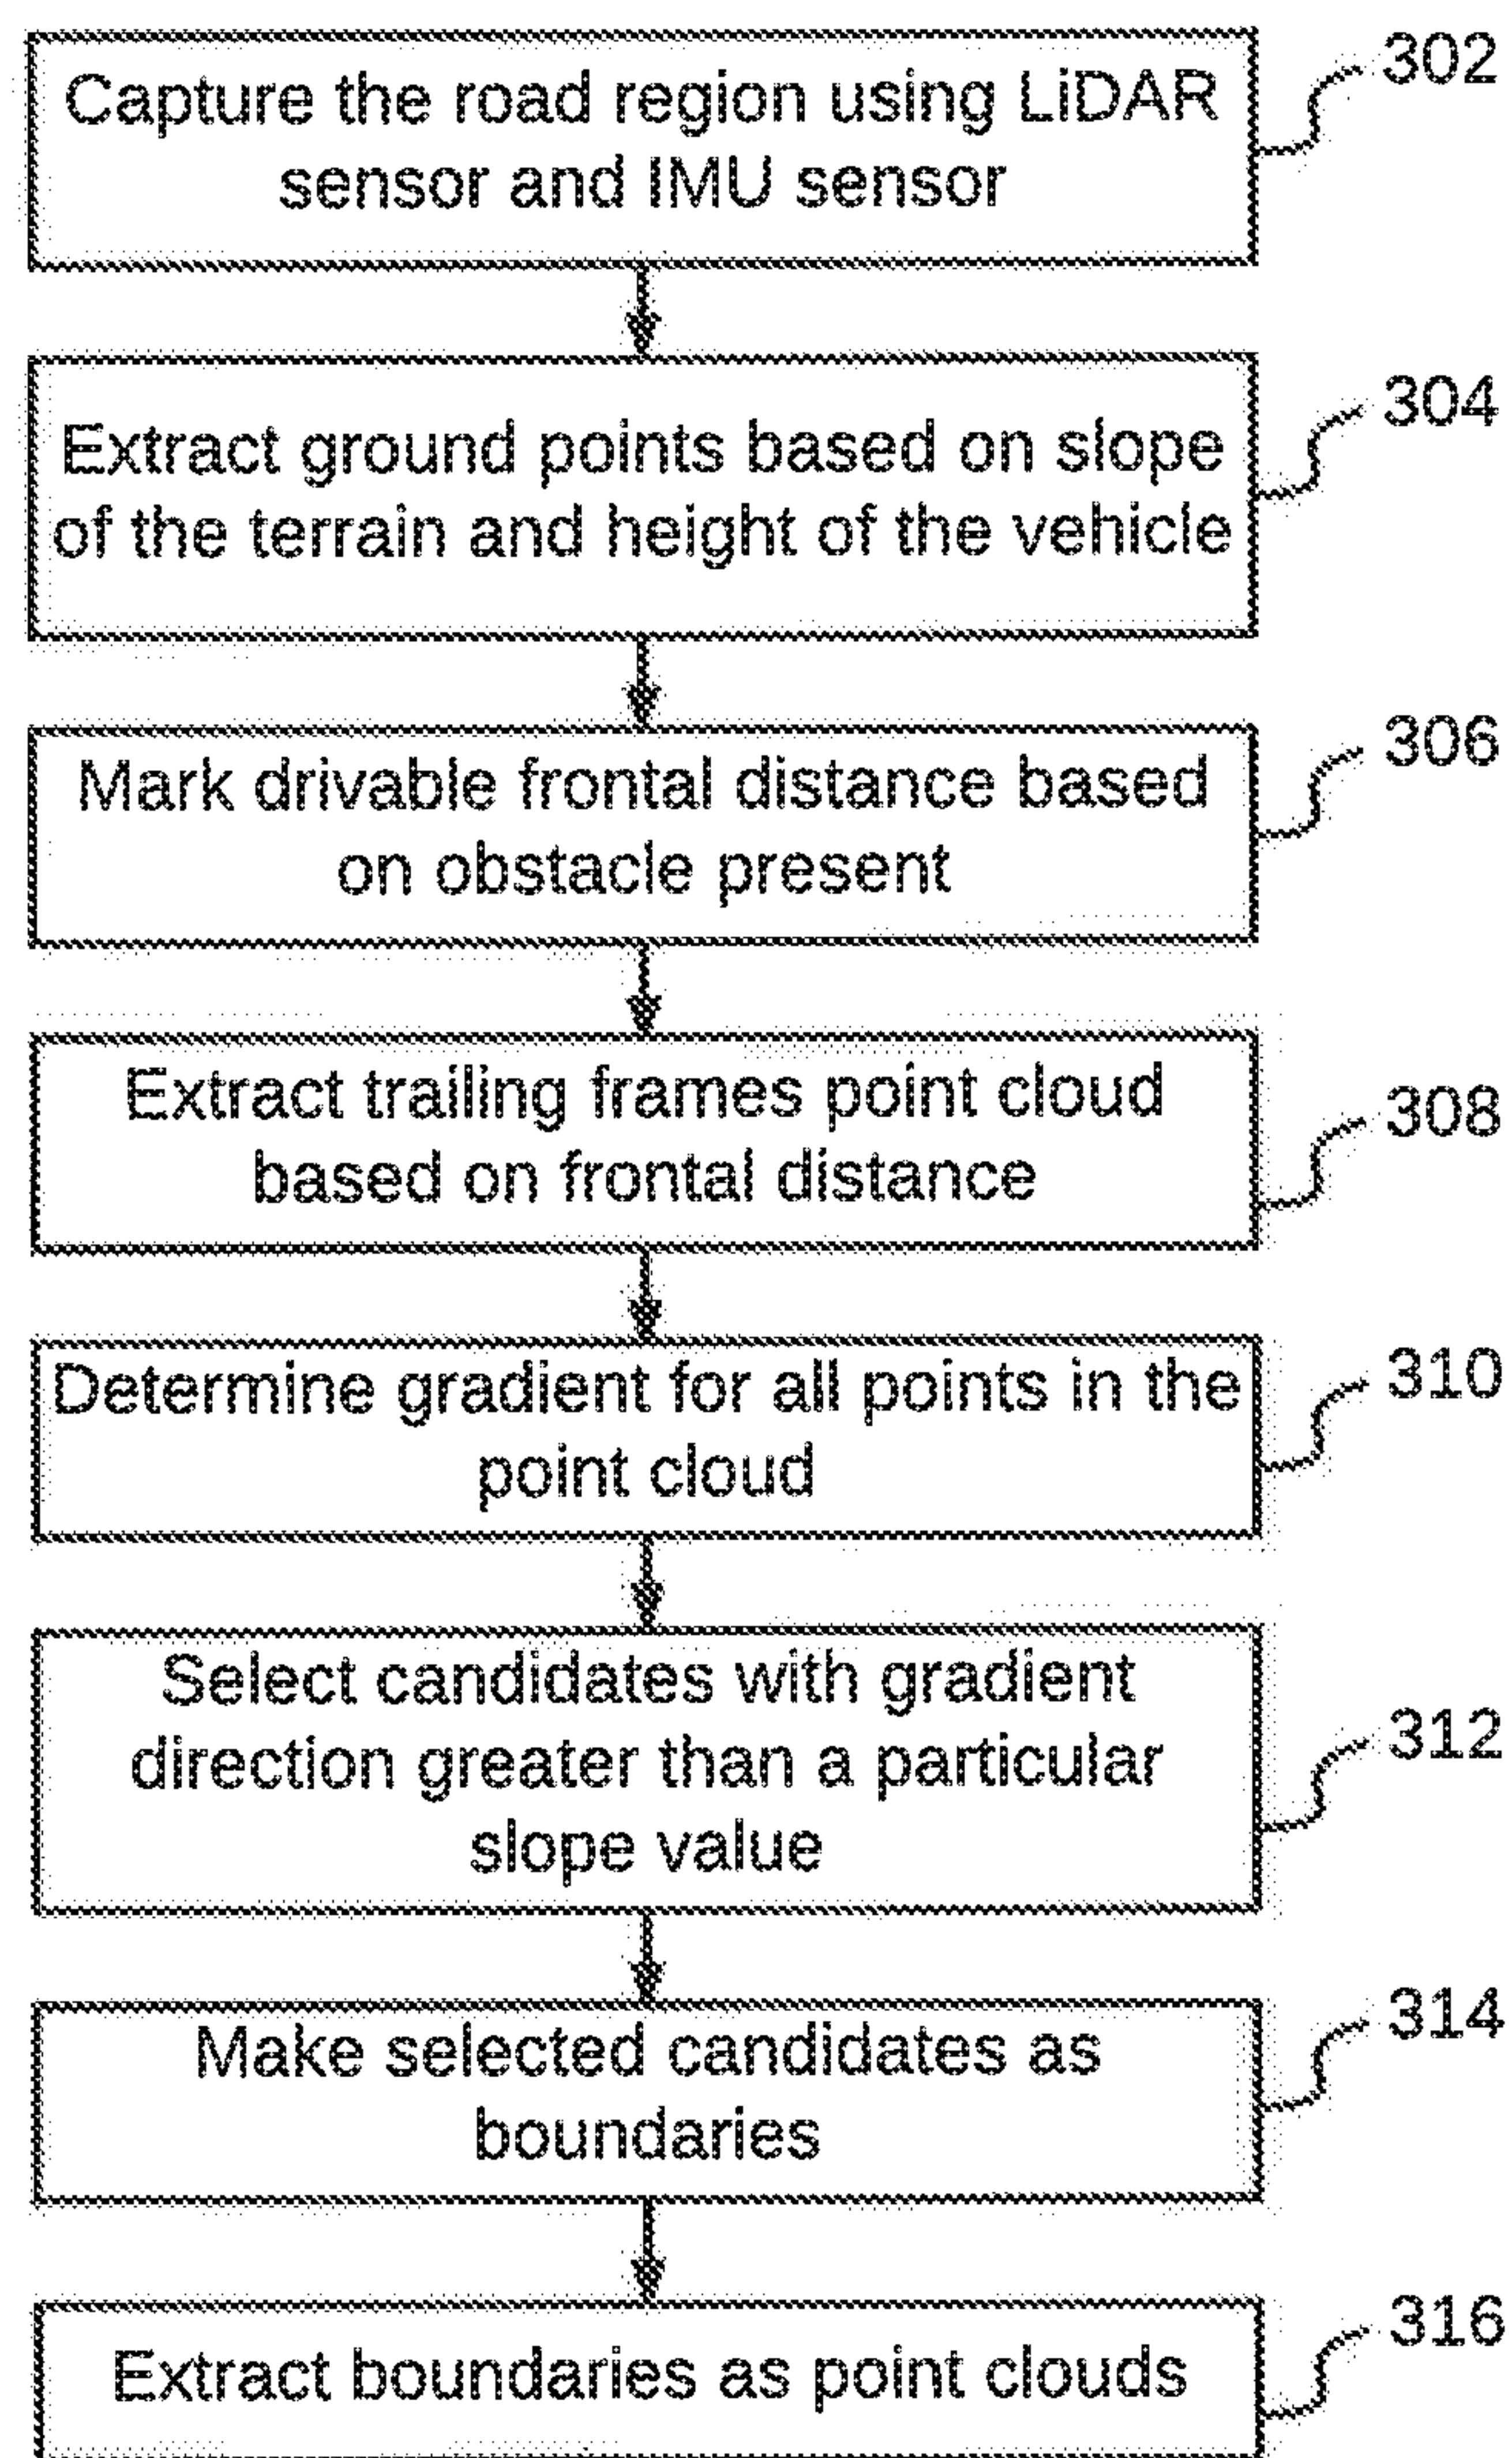 Capture the road region using LiDAR
sensor and IMU sensor
302
Extract ground points based on slope
of the terrain and height of the vehicle
304
Mark drivable frontal distance based
on obstacle present
306
Extract trailing frames point cloud
based on frontal distance
308
Determine gradient for all points in the
point cloud
310
Select candidates with gradient
direction greater than a particular
slope value
312
Make selected candidates as
boundaries
314
Extract boundaries as point clouds
316